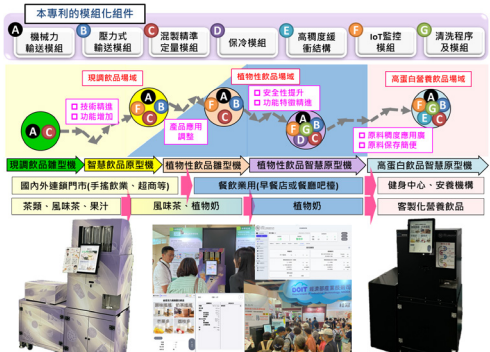 本專利的模組化組件
A 機械力
輸送模組
B 壓力式
輸送模組
C 混製精準
定量模組
D 保冷模組
E 高稠度緩
衝結構
F IoT監控
模組
G 清洗程序
及模組
現調飲品場域
植物性飲品場域
高蛋白營養飲品場域
技術精進
功能增加
產品應用
調整
安全性提升
功能特徵精進
原料稠度應用廣
原料保存簡便
A C
A
F B
C
A
F B
C
A
F B
G C
D
A
F B
G C
E D
現調飲品雛型機
智慧飲品原型機
植物性飲品雛型機
植物性飲品智慧原型機
高蛋白飲品智慧原型機
國內外連鎖門市(手搖飲業、超商等)
餐飲業用(早餐店或餐廳吧檯)
健身中心、安養機構
茶類、風味茶、果汁
風味茶、植物奶
植物奶
客製化營養飲品
DOIT